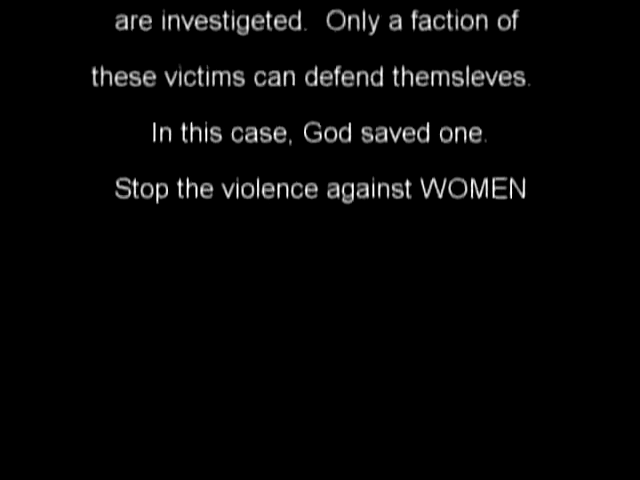 are investigeted.  Only a faction of
these victims can defend themsleves.
In this case, God saved one.
Stop the violence against WOMEN